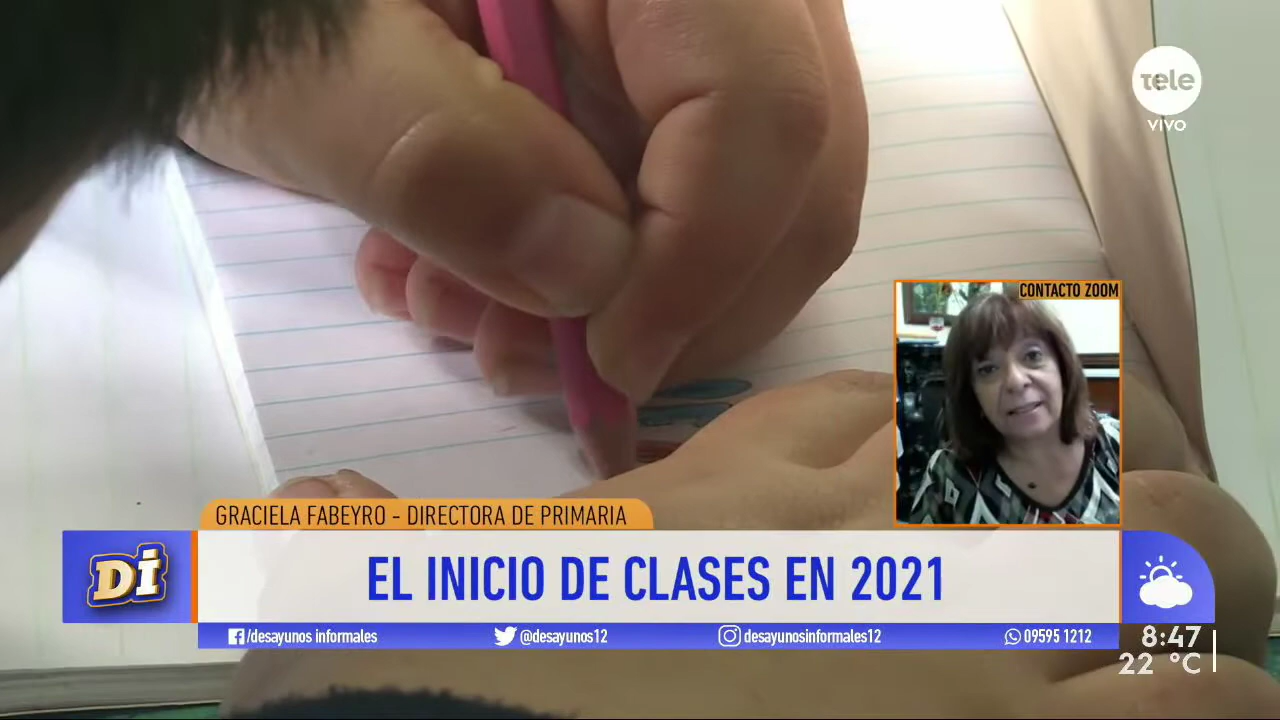 tele
VIVO
CONTACTO ZOOM
GRACIELA FABEYRO - DIRECTORA DE PRIMARIA
Di
EL INICIO DE CLASES EN 2021
/desayunos informales
@desayunos12
desayunosinformales12
09595 1212
8:47
22 °C